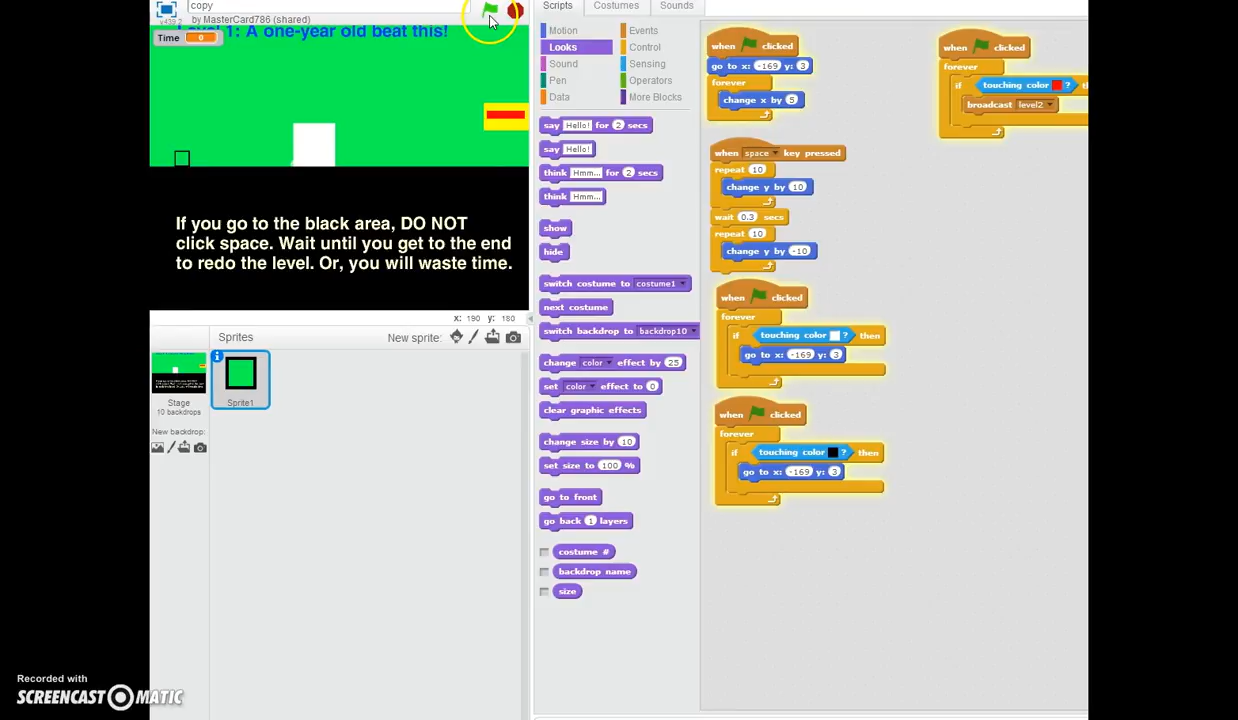 copy
v439.2
by MasterCard786 (shared)
Level 1: A one-year old beat this!
Time 0
If you go to the black area, DO NOT
click space. Wait until you get to the end
to redo the level. Or, you will waste time.
x: 190 y: 180
Sprites
New sprite:
Stage
10 backdrops
New backdrop:
Sprite1
Scripts
Costumes
Sounds
Motion
Looks
Sound
Pen
Data
Events
Control
Sensing
Operators
More Blocks
say Hello! for 2 secs
say Hello!
think Hmm... for 2 secs
think Hmm...
show
hide
switch costume to costume1
next costume
switch backdrop to backdrop10
change color effect by 25
set color effect to 0
clear graphic effects
change size by 10
set size to 100 %
go to front
go back 1 layers
costume #
backdrop name
size
when clicked
go to x: -169 y: 3
forever
change x by 5
when space key pressed
repeat 10
change y by 10
wait 0.3 secs
repeat 10
change y by -10
when clicked
forever
if touching color ? then
go to x: -169 y: 3
when clicked
forever
if touching color ? then
go to x: -169 y: 3
when clicked
forever
if touching color ?
broadcast level2
Recorded with
SCREENCAST MATIC